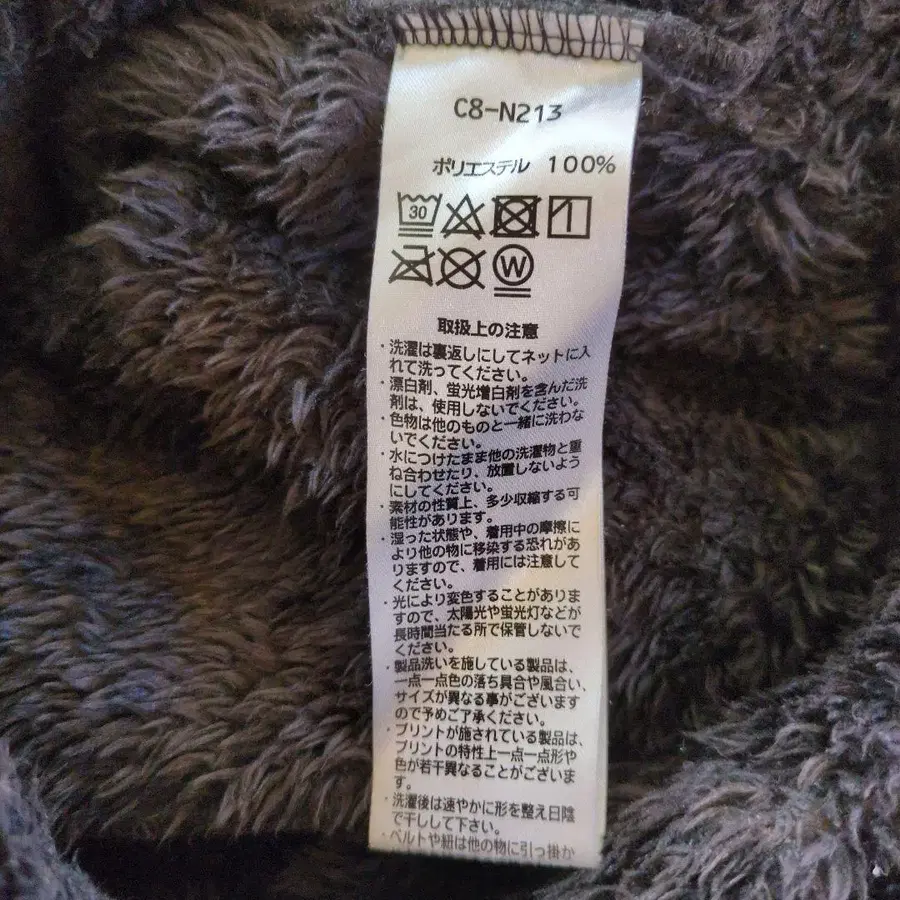 C8-N213
ポリエステル 100%
30
W
取扱上の注意
・洗濯は裏返しにしてネットに入
れて洗ってください。
・漂白剤、蛍光増白剤を含んだ洗
剤は、使用しないでください。
・色物は他のものと一緒に洗わな
いでください。
・水につけたまま他の洗濯物と重
ね合わせたり、放置しないよう
にしてください。
・素材の性質上、多少収縮する可
能性があります。
・湿った状態や、着用中の摩擦に
より他の物に移染する恐れがあ
りますので、着用には注意して
ください。
・光により変色することがありま
すので、太陽光や蛍光灯などが
長時間当たる所で保管しないで
ください。
・製品洗いを施している製品は、
一点一点色の落ち具合や風合い、
サイズが異なる事がございます
ので予めご了承ください。
・プリントが施されている製品は、
プリントの特性上一点一点形や
色が若干異なることがございま
す。
・洗濯後は速やかに形を整え日陰
で干しして下さい。
・ベルトや紐は他の物に引っ掛か